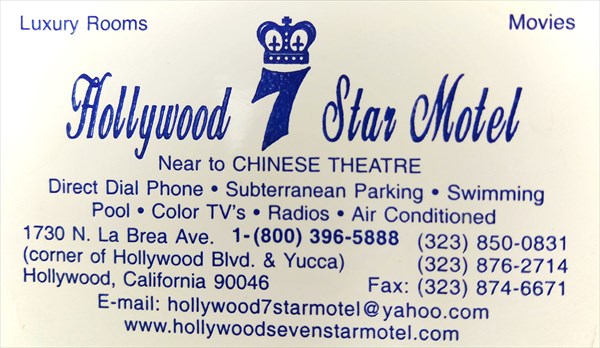 Luxury Rooms Movies
Hollywood 7 Star Motel
Near to CHINESE THEATRE
Direct Dial Phone • Subterranean Parking • Swimming
Pool • Color TV's • Radios • Air Conditioned
1730 N. La Brea Ave. 1-(800) 396-5888 (323) 850-0831
(corner of Hollywood Blvd. & Yucca) (323) 876-2714
Hollywood, California 90046 Fax: (323) 874-6671
E-mail: hollywood7starmotel@yahoo.com
www.hollywoodsevenstarmotel.com